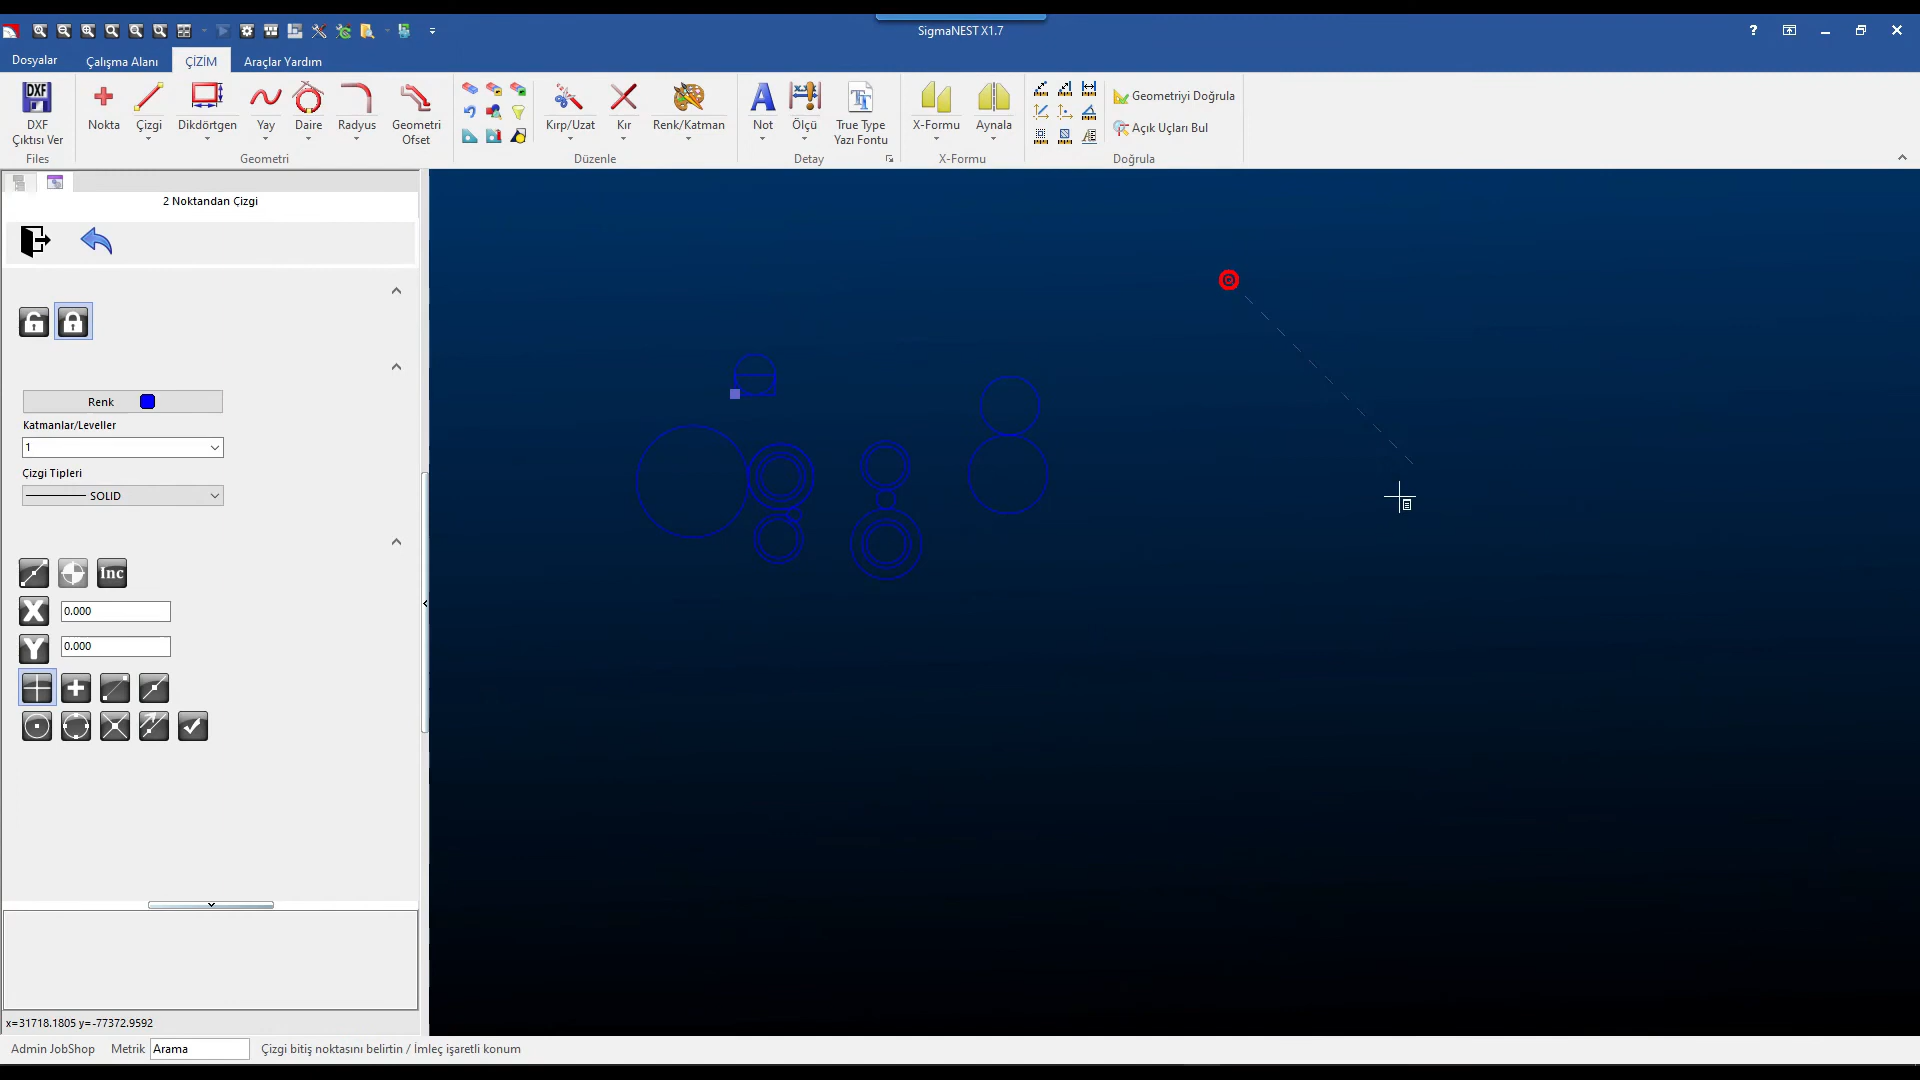 SigmaNEST X1.7
Dosyalar
Çalışma Alanı
ÇİZİM
Araçlar Yardım
DXF
DXF
Çıktısı Ver
Nokta
Çizgi
Dikdörtgen
Yay
Daire
Radyus
Geometri
Ofset
Kırp/Uzat
Kır
Renk/Katman
Not
Ölçü
True Type
Yazı Fontu
X-Formu
Aynala
Geometriyi Doğrula
Açık Uçları Bul
Files
Geometri
Düzenle
Detay
X-Formu
Doğrula
2 Noktandan Çizgi
Renk
Katmanlar/Leveller
1
Çizgi Tipleri
SOLID
Inc
X 0.000
Y 0.000
x=31718.1805 y=-77372.9592
Admin JobShop Metrik Arama Çizgi bitiş noktasını belirtin / İmleç işaretli konum